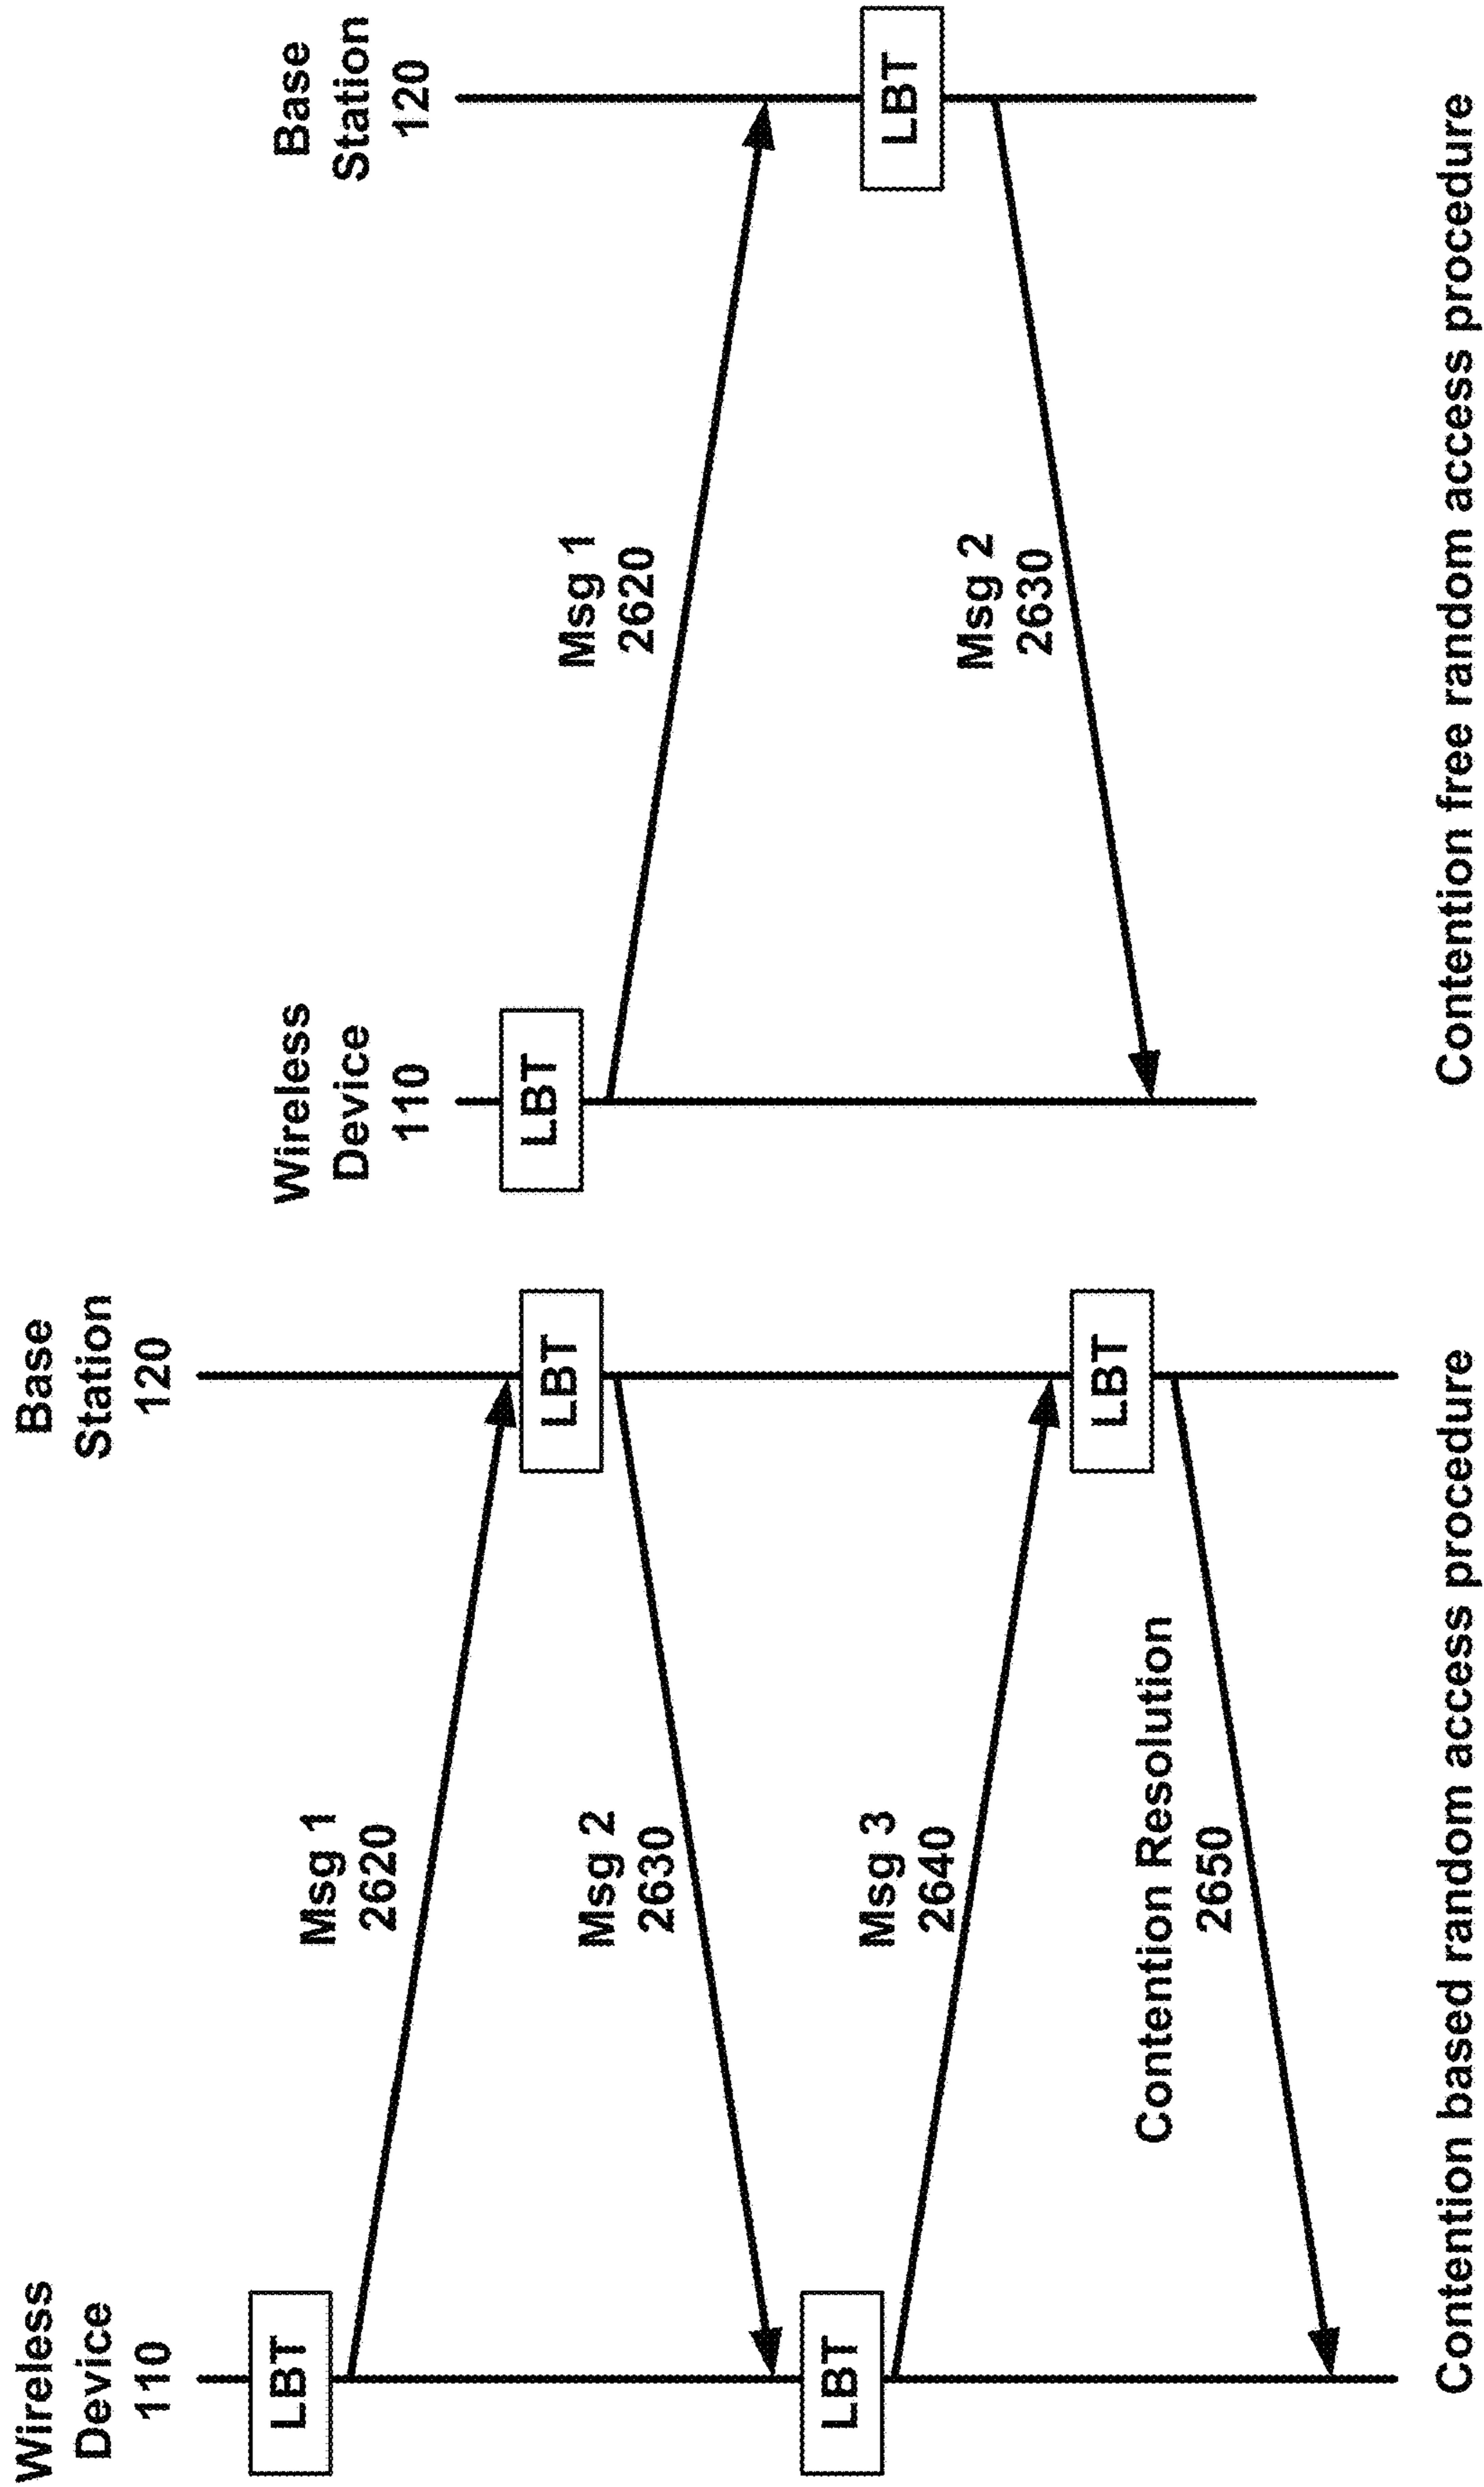 Wireless
Device
110
Base
Station
120
LBT
Msg 1
2620
LBT
Msg 2
2630
LBT
Msg 3
2640
LBT
Contention Resolution
2650
Contention based random access procedure
Wireless
Device
110
Base
Station
120
LBT
Msg 1
2620
LBT
Msg 2
2630
Contention free random access procedure